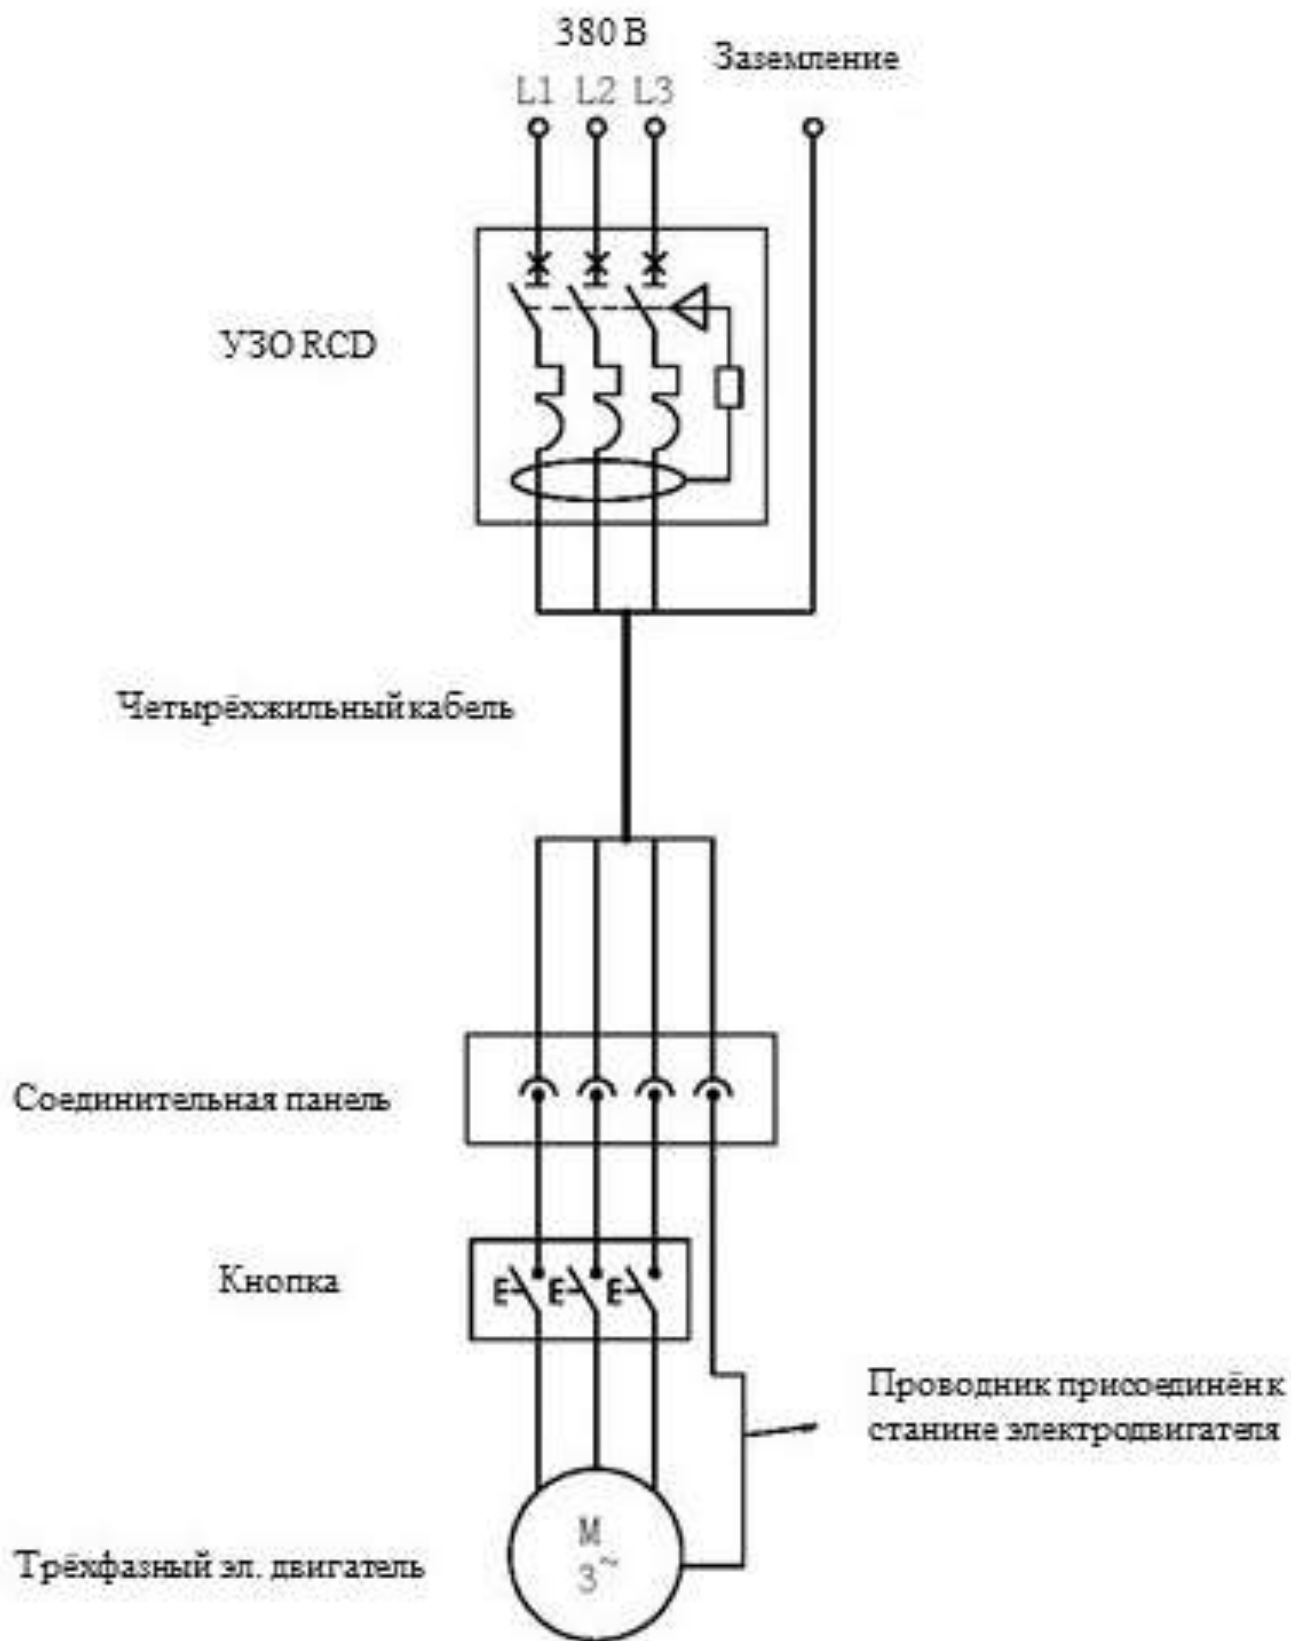 380 В
Заземление
L1 L2 L3
УЗО RCD
Четырёхжильный кабель
Соединительная панель
Кнопка
Проводник присоединён к
станине электродвигателя
М
3~
Трёхфазный эл. двигатель